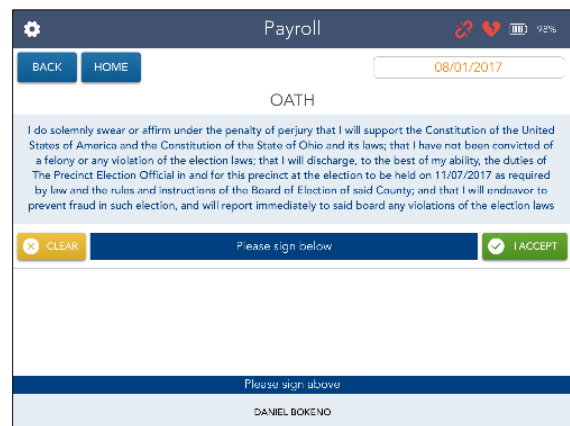 Payroll
98%
BACK
HOME
08/01/2017
OATH
I do solemnly swear or affirm under the penalty of perjury that I will support the Constitution of the United
States of America and the Constitution of the State of Ohio and its laws; that I have not been convicted of
a felony or any violation of the election laws; that I will discharge, to the best of my ability, the duties of
The Precinct Election Official in and for this precinct at the election to be held on 11/07/2017 as required
by law and the rules and instructions of the Board of Election of said County; and that I will endeavor to
prevent fraud in such election, and will report immediately to said board any violations of the election laws
CLEAR
Please sign below
I ACCEPT
Please sign above
DANIEL BOKENO